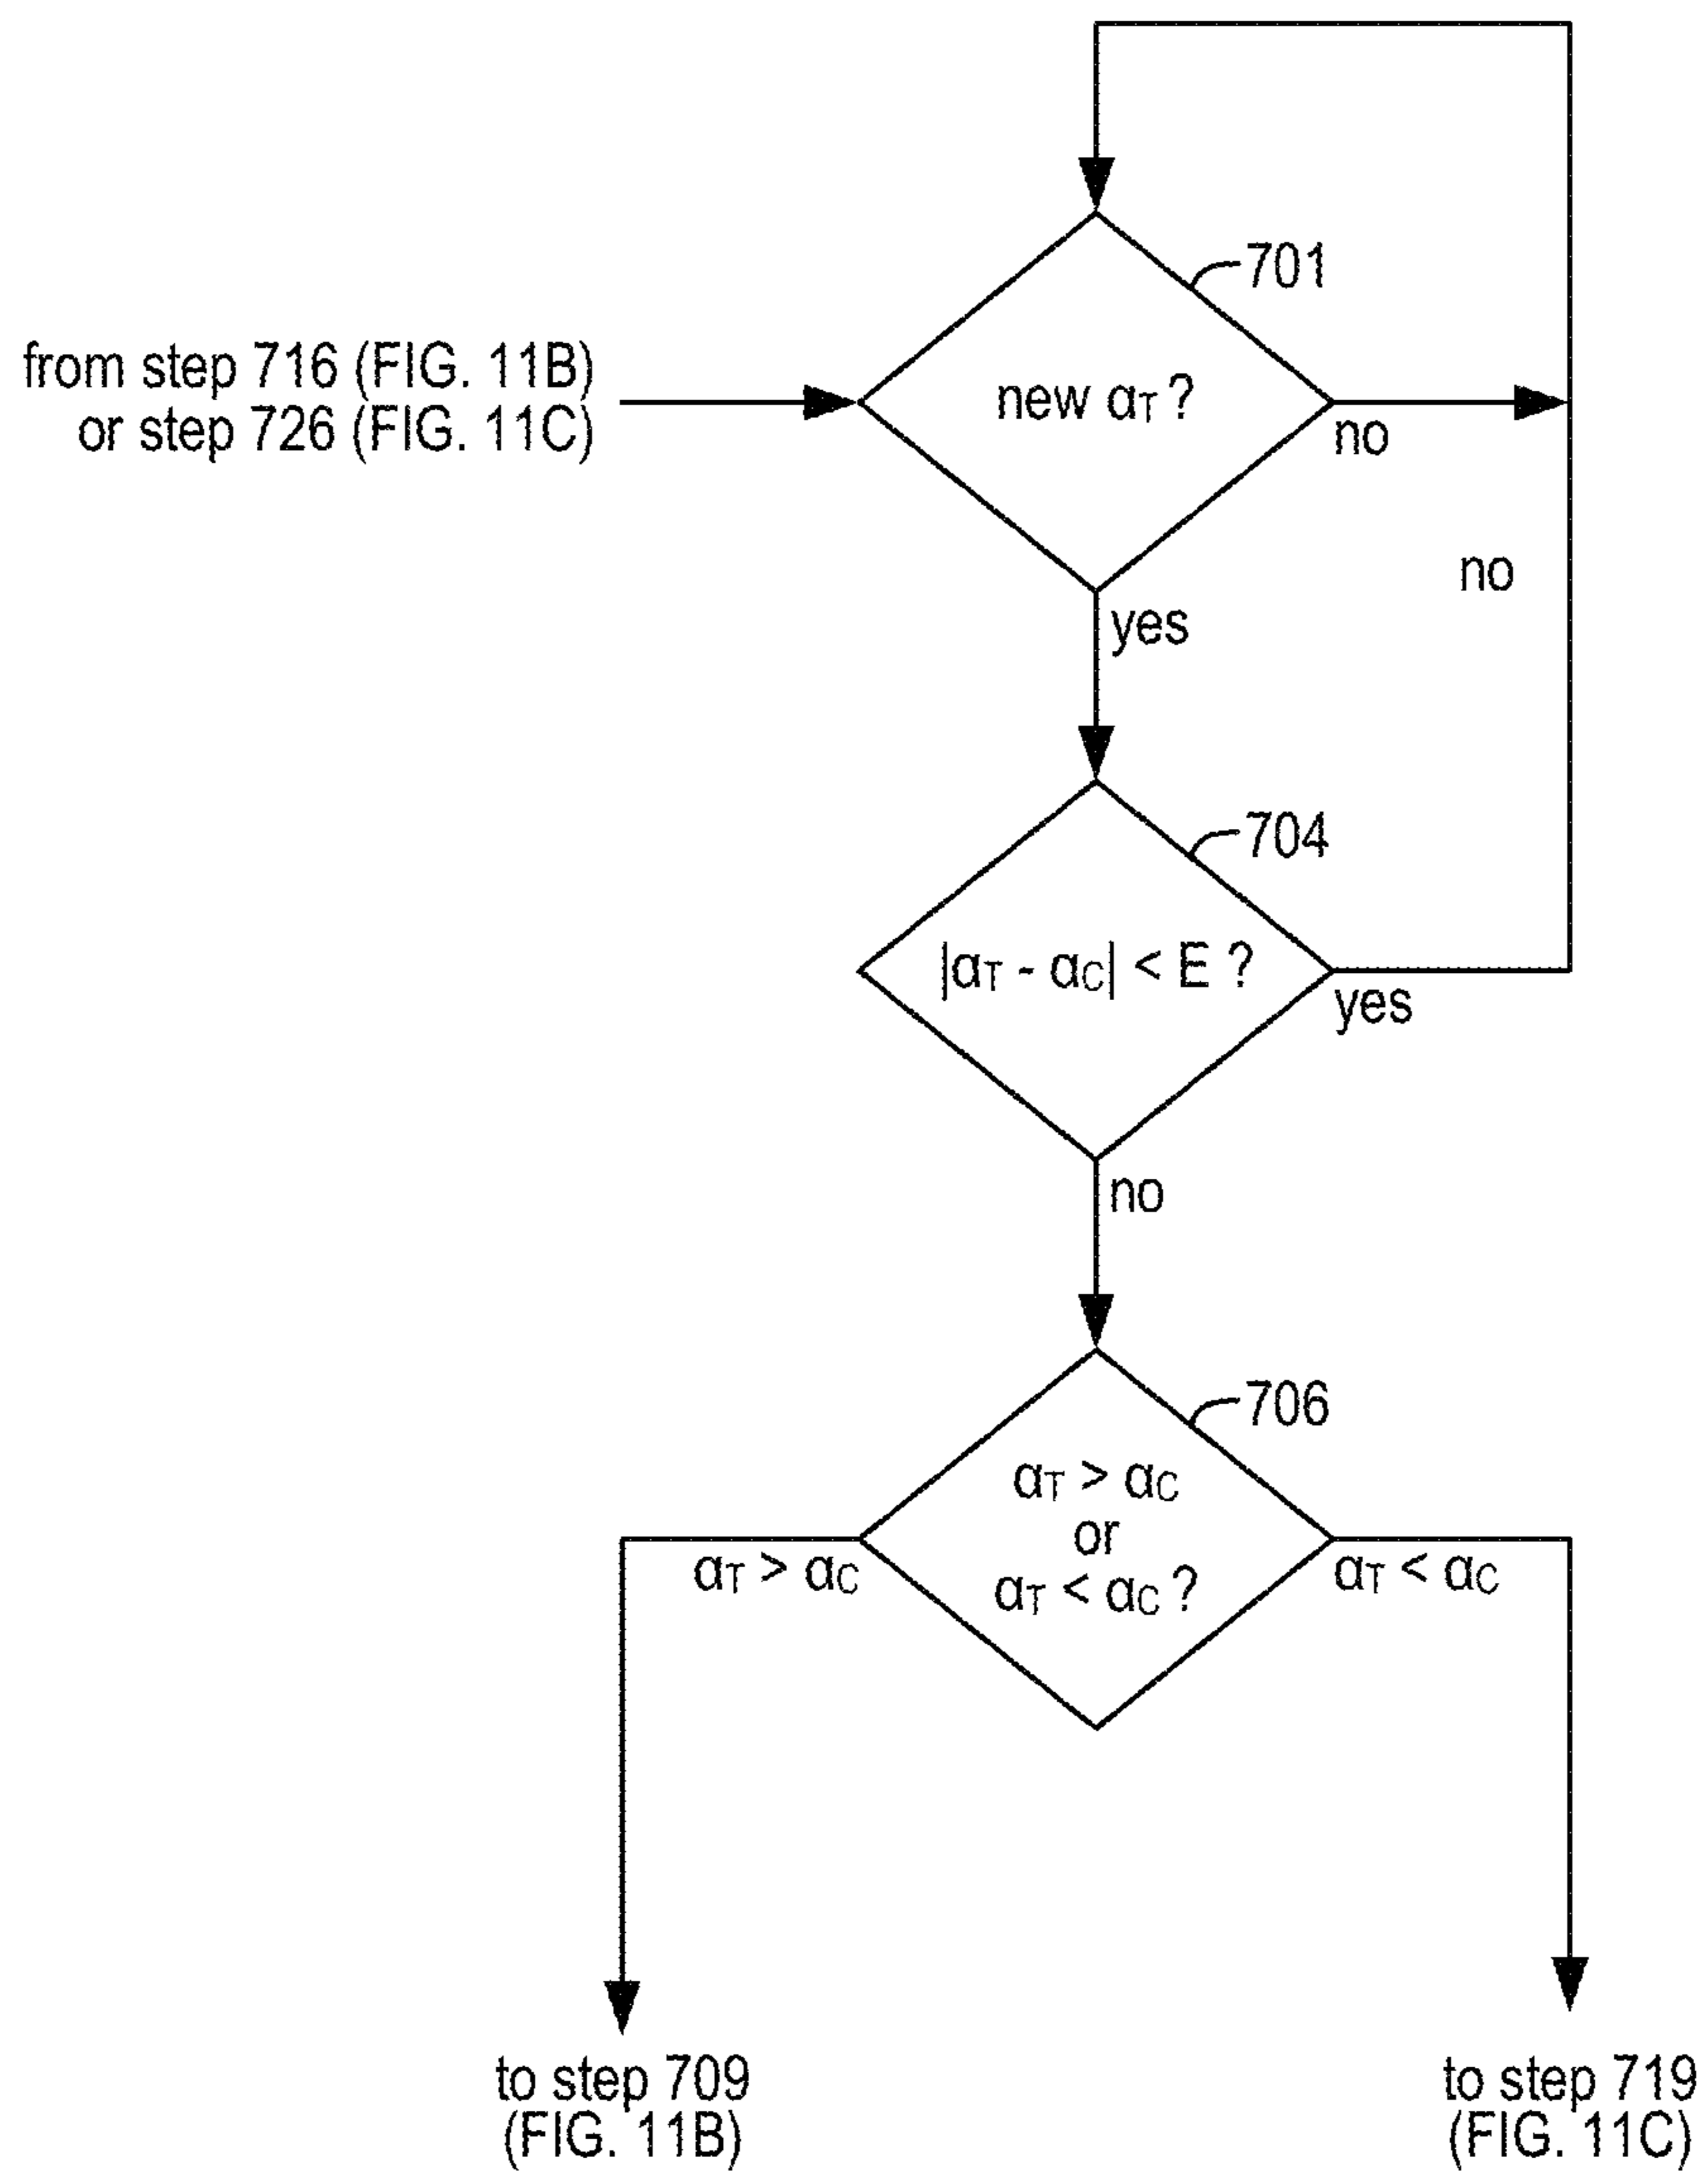 701
from step 716 (FIG. 11B)
or step 726 (FIG. 11C)
new αT ?
no
no
yes
704
|αT - αC| < E ?
yes
no
706
αT > αC
or
αT < αC ?
αT > αC
αT < αC
to step 709
(FIG. 11B)
to step 719
(FIG. 11C)